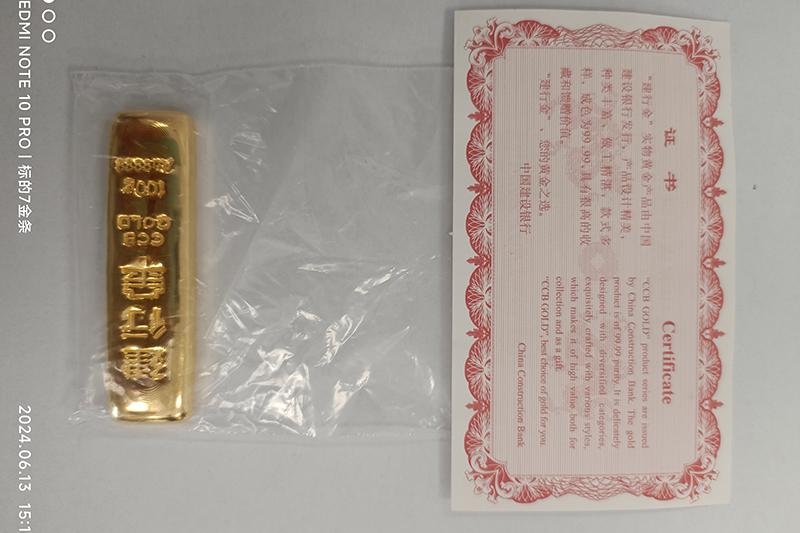 建行金
CCB
GOLD
100g
证书
“建行金”实物黄金产品由中国
建设银行发行，产品设计精美，
种类丰富，做工精湛，款式多
样，成色为99.99，具有很高的收
藏和馈赠价值。
“建行金”，您的黄金之选。
中国建设银行
Certificate
"CCB GOLD" product series are issued
by China Construction Bank. The gold
product is of 99.99 purity. It is delicately
designed with diversified categories,
exquisitely crafted with various styles,
which makes it of high value both for
collection and as a gift.
"CCB GOLD", best choice of gold for you.
China Construction Bank
EDMI NOTE 10 PRO | 标的7金条
2024.06.13 15:1